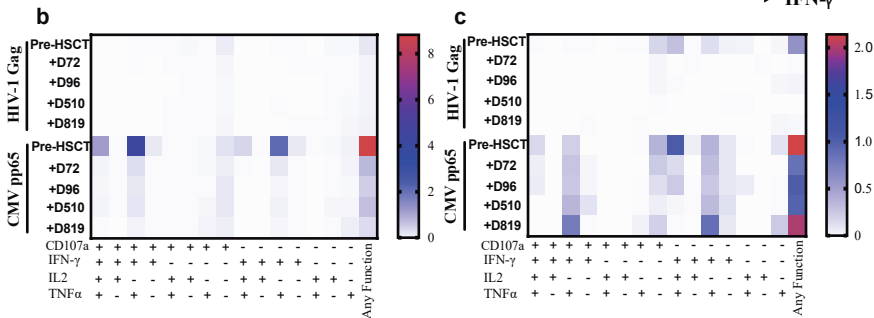 IFN-γ
b
HIV-1 Gag
Pre-HSCT
+D72
+D96
+D510
+D819
CMV pp65
Pre-HSCT
+D72
+D96
+D510
+D819
8
6
4
2
0
CD107a + + + + + + + + - - - - - - -
IFN-γ + + + + - - - - + + + + - - -
IL2 + + - - + + - - + + - - + + -
TNFα + - + - + - + - + - + - + - +
Any Function
c
HIV-1 Gag
Pre-HSCT
+D72
+D96
+D510
+D819
CMV pp65
Pre-HSCT
+D72
+D96
+D510
+D819
2.0
1.5
1.0
0.5
0
CD107a + + + + + + + + - - - - - - -
IFN-γ + + + + - - - - + + + + - - -
IL2 + + - - + + - - + + - - + + -
TNFα + - + - + - + - + - + - + - +
Any Function